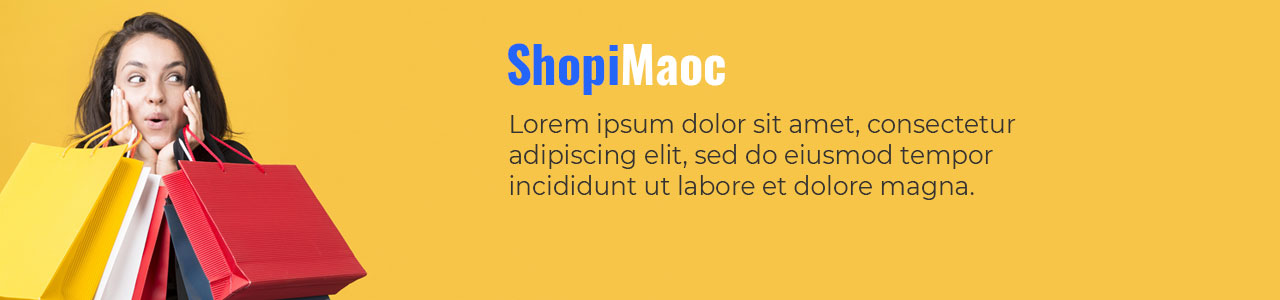 ShopiMaoc
Lorem ipsum dolor sit amet, consectetur
adipiscing elit, sed do eiusmod tempor
incididunt ut labore et dolore magna.